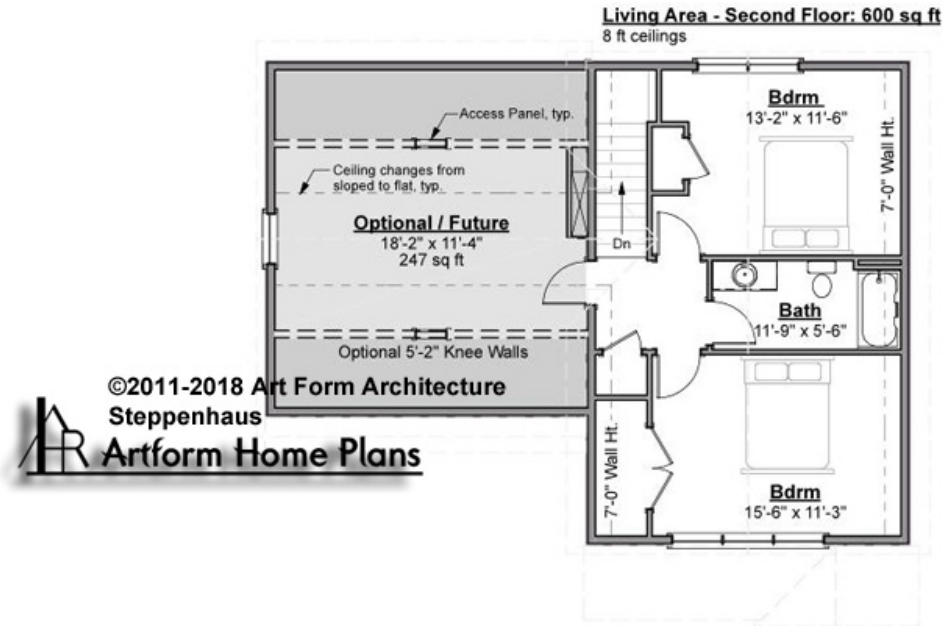 Living Area - Second Floor: 600 sq ft
8 ft ceilings
Access Panel, typ.
Bdrm
13'-2" x 11'-6"
7'-0" Wall Ht.
Ceiling changes from
sloped to flat, typ.
Optional / Future
18'-2" x 11'-4"
247 sq ft
Dn
Bath
11'-9" x 5'-6"
Optional 5'-2" Knee Walls
©2011-2018 Art Form Architecture
Steppenhaus
AR Artform Home Plans
7'-0" Wall Ht.
Bdrm
15'-6" x 11'-3"